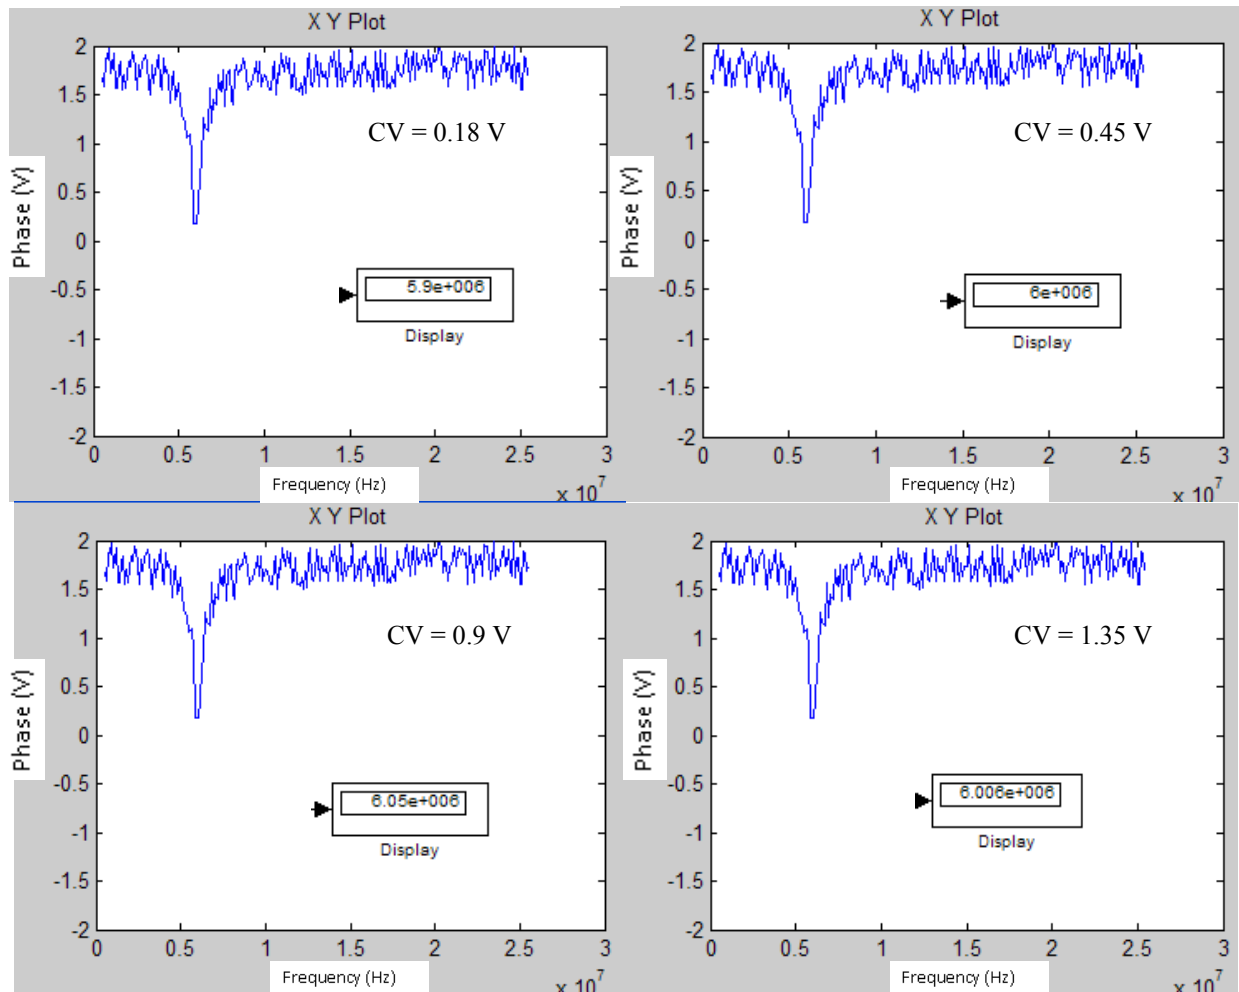 X Y Plot
2
1.5
1
0.5
0
-0.5
-1
-1.5
-2
Phase (V)
CV = 0.18 V
5.9e+006
Display
0 0.5 1 1.5 2 2.5 3
Frequency (Hz)
x 10^7
X Y Plot
2
1.5
1
0.5
0
-0.5
-1
-1.5
-2
Phase (V)
CV = 0.45 V
6e+006
Display
0 0.5 1 1.5 2 2.5 3
Frequency (Hz)
x 10^7
X Y Plot
2
1.5
1
0.5
0
-0.5
-1
-1.5
-2
Phase (V)
CV = 0.9 V
6.05e+006
Display
0 0.5 1 1.5 2 2.5 3
Frequency (Hz)
x 10^7
X Y Plot
2
1.5
1
0.5
0
-0.5
-1
-1.5
-2
Phase (V)
CV = 1.35 V
6.006e+006
Display
0 0.5 1 1.5 2 2.5 3
Frequency (Hz)
x 10^7